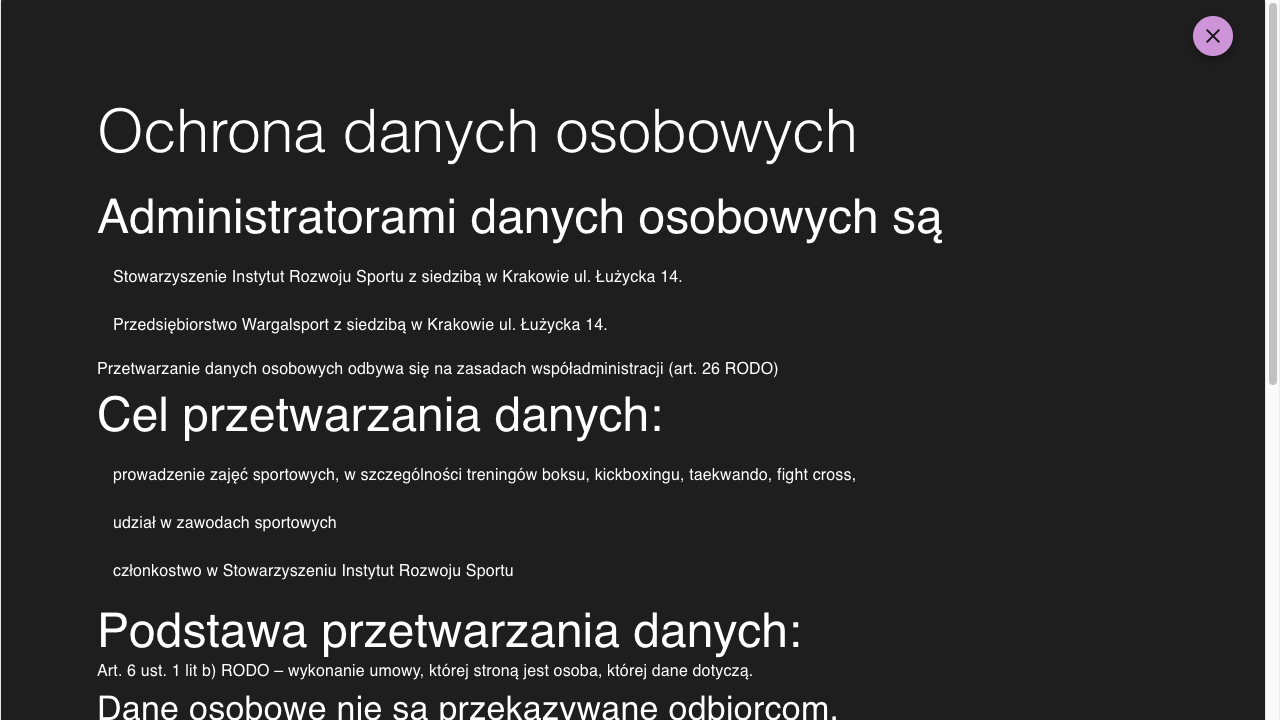 Ochrona danych osobowych
Administratorami danych osobowych są
Stowarzyszenie Instytut Rozwoju Sportu z siedzibą w Krakowie ul. Łużycka 14.
Przedsiębiorstwo Wargalsport z siedzibą w Krakowie ul. Łużycka 14.
Przetwarzanie danych osobowych odbywa się na zasadach współadministracji (art. 26 RODO)
Cel przetwarzania danych:
prowadzenie zajęć sportowych, w szczególności treningów boksu, kickboxingu, taekwando, fight cross,
udział w zawodach sportowych
członkostwo w Stowarzyszeniu Instytut Rozwoju Sportu
Podstawa przetwarzania danych:
Art. 6 ust. 1 lit b) RODO – wykonanie umowy, której stroną jest osoba, której dane dotyczą.
Dane osobowe nie są przekazywane odbiorcom.